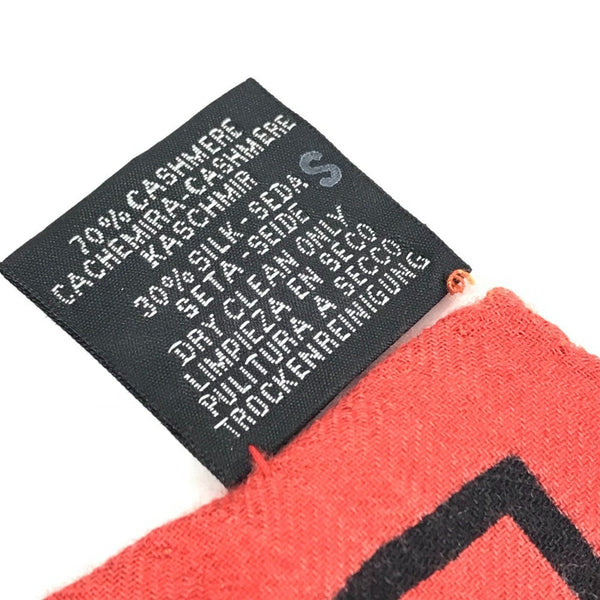 70% CASHMERE
CACHEMIRA-CASHMERE
KASCHMIR
30% SILK-SEDA
SETA-SEIDE
DRY CLEAN ONLY
LIMPIEZA EN SECO
PULITURA A SECCO
TROCKENREINIGUNG
S